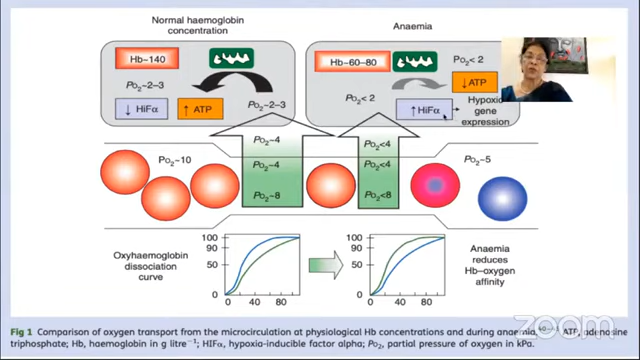 Normal haemoglobin
concentration
Anaemia
Hb~140
Po2~2–3
↓ HiFα
↑ ATP
Po2~2–3
Hb~60–80
Po2< 2
↓ATP
Po2< 2
↑ HiFα
Hypoxic
gene
expression
Po2~10
Po2~4
Po2~4
Po2~8
Po2<4
Po2<4
Po2<8
Po2~5
Oxyhaemoglobin
dissociation
curve
100
90
50
0
0
40
80
100
90
50
0
0
40
80
Anaemia
reduces
Hb–oxygen
affinity
Fig 1 Comparison of oxygen transport from the microcirculation at physiological Hb concentrations and during anaemia. ATP, adenosine
triphosphate; Hb, haemoglobin in g litre−1; HIFα, hypoxia-inducible factor alpha; Po2, partial pressure of oxygen in kPa.
zoom